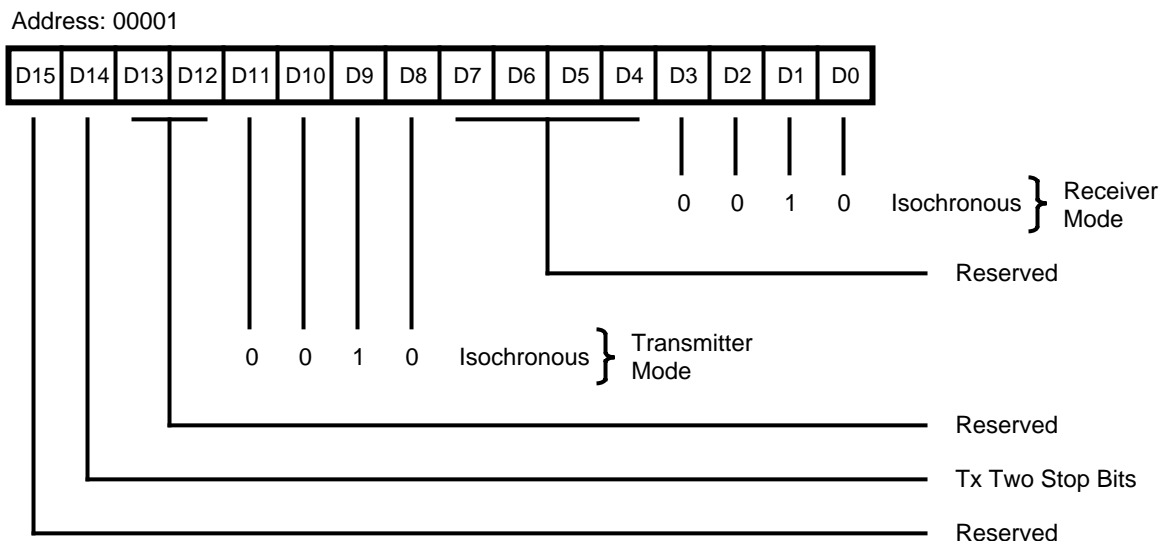 Address: 00001
D15 D14 D13 D12 D11 D10 D9 D8 D7 D6 D5 D4 D3 D2 D1 D0
0 0 1 0 Isochronous } Receiver
Mode
Reserved
0 0 1 0 Isochronous } Transmitter
Mode
Reserved
Tx Two Stop Bits
Reserved